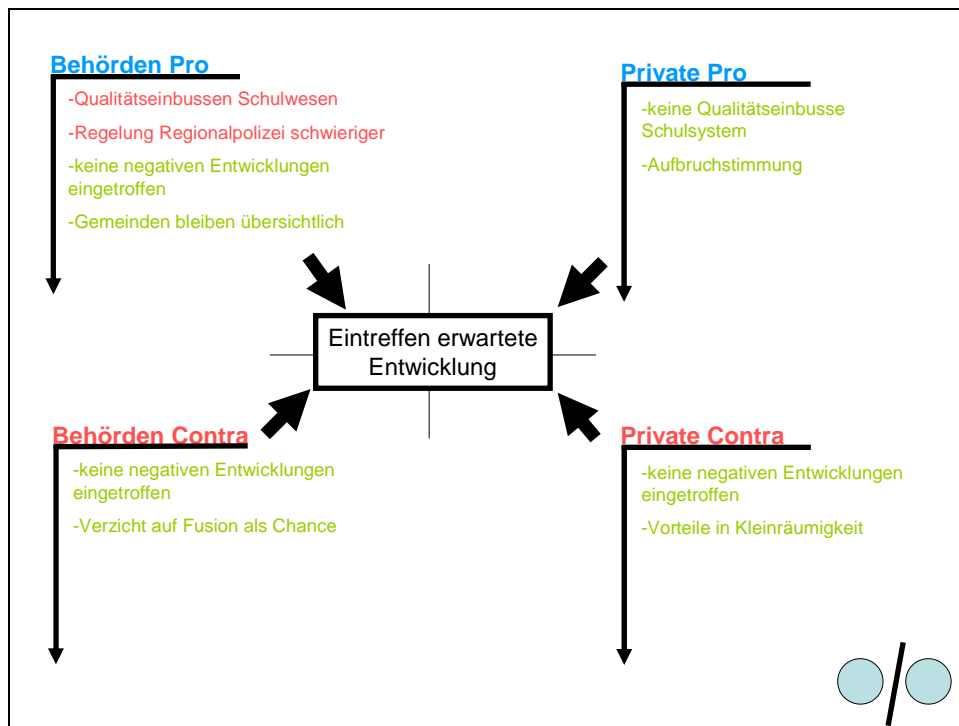 Behörden Pro
-Qualitätseinbussen Schulwesen
-Regelung Regionalpolizei schwieriger
-keine negativen Entwicklungen
eingetroffen
-Gemeinden bleiben übersichtlich
Private Pro
-keine Qualitätseinbusse
Schulsystem
-Aufbruchstimmung
Eintreffen erwartete
Entwicklung
Behörden Contra
-keine negativen Entwicklungen
eingetroffen
-Verzicht auf Fusion als Chance
Private Contra
-keine negativen Entwicklungen
eingetroffen
-Vorteile in Kleinräumigkeit